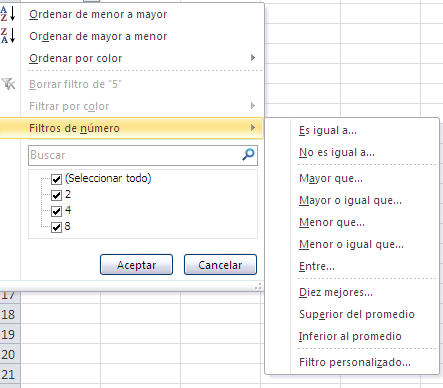 Ordenar de menor a mayor
Ordenar de mayor a menor
Ordenar por color
Borrar filtro de "5"
Filtrar por color
Filtros de número
Buscar
(Seleccionar todo)
2
4
8
Aceptar Cancelar
Es igual a...
No es igual a...
Mayor que...
Mayor o igual que...
Menor que...
Menor o igual que...
Entre...
Diez mejores...
Superior del promedio
Inferior al promedio
Filtro personalizado...
17
18
19
20
21